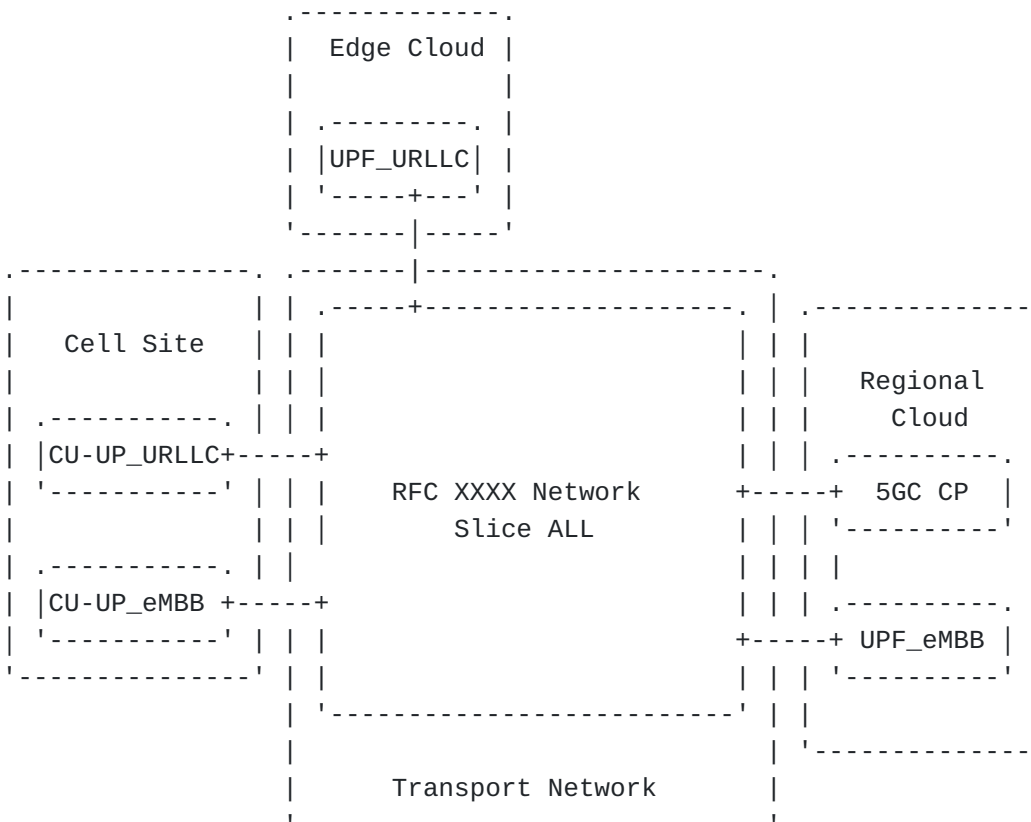 Edge Cloud
UPF_URLLC
Cell Site
Regional
Cloud
CU-UP_URLLC
RFC XXXX Network
5GC CP
Slice ALL
CU-UP_eMBB
UPF_eMBB
Transport Network